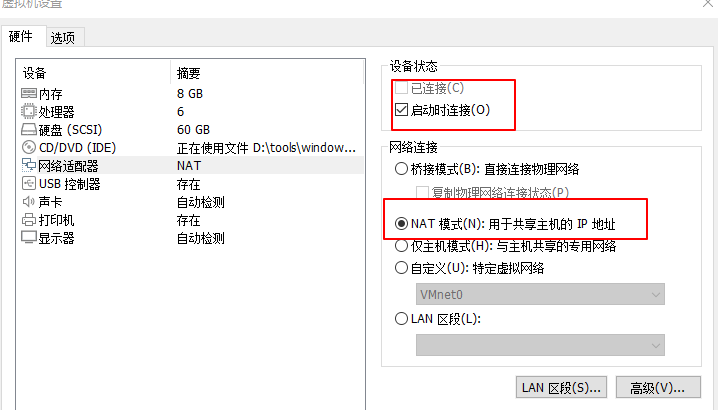 虚拟机设置
硬件 选项
设备 摘要
内存 8 GB
处理器 6
硬盘 (SCSI) 60 GB
CD/DVD (IDE) 正在使用文件 D:\tools\window...
网络适配器 NAT
USB 控制器 存在
声卡 自动检测
打印机 存在
显示器 自动检测
设备状态
已连接(C)
启动时连接(O)
网络连接
桥接模式(B): 直接连接物理网络
复制物理网络连接状态(P)
NAT 模式(N): 用于共享主机的 IP 地址
仅主机模式(H): 与主机共享的专用网络
自定义(U): 特定虚拟网络
VMnet0
LAN 区段(L):
LAN 区段(S)... 高级(V)...